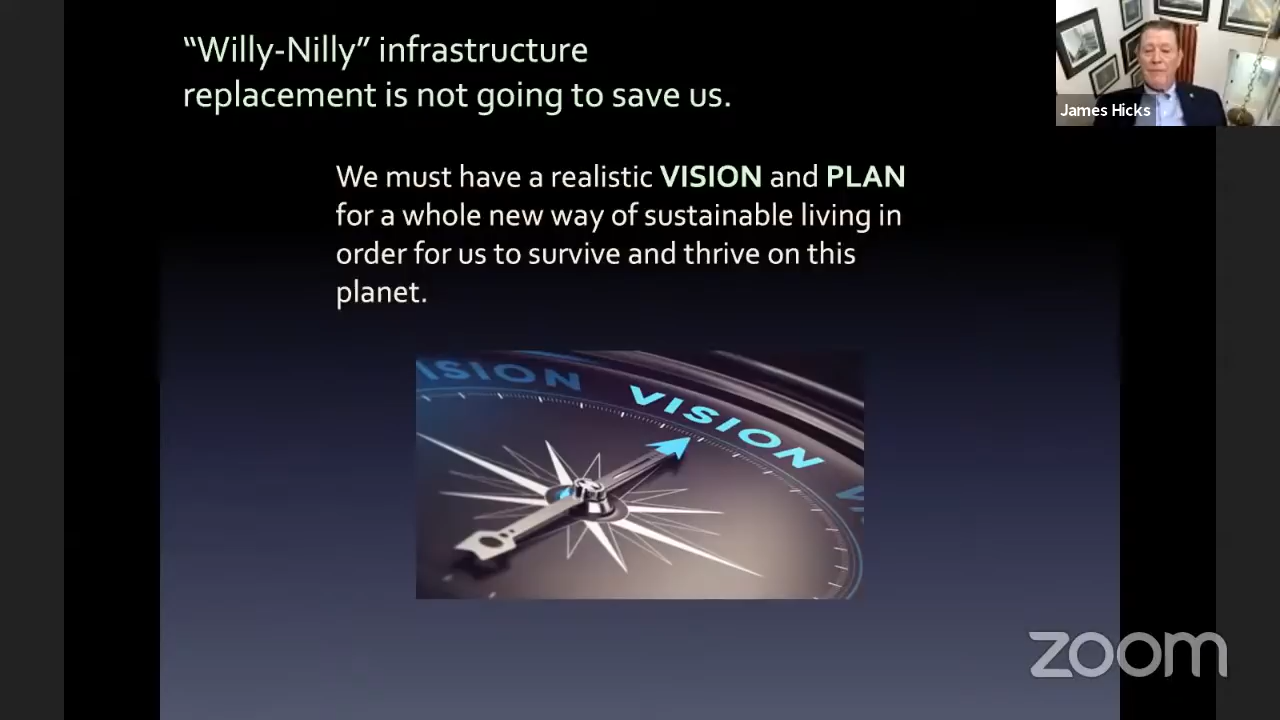 “Willy-Nilly” infrastructure
replacement is not going to save us.
James Hicks
We must have a realistic VISION and PLAN
for a whole new way of sustainable living in
order for us to survive and thrive on this
planet.
ISION
VISION
V
zoom